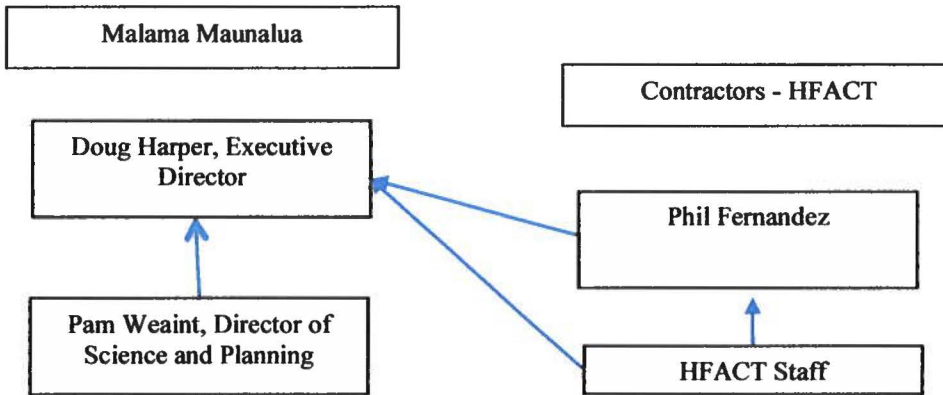 Malama Maunalua
Contractors - HFACT
Doug Harper, Executive
Director
Phil Fernandez
Pam Weaint, Director of
Science and Planning
HFACT Staff